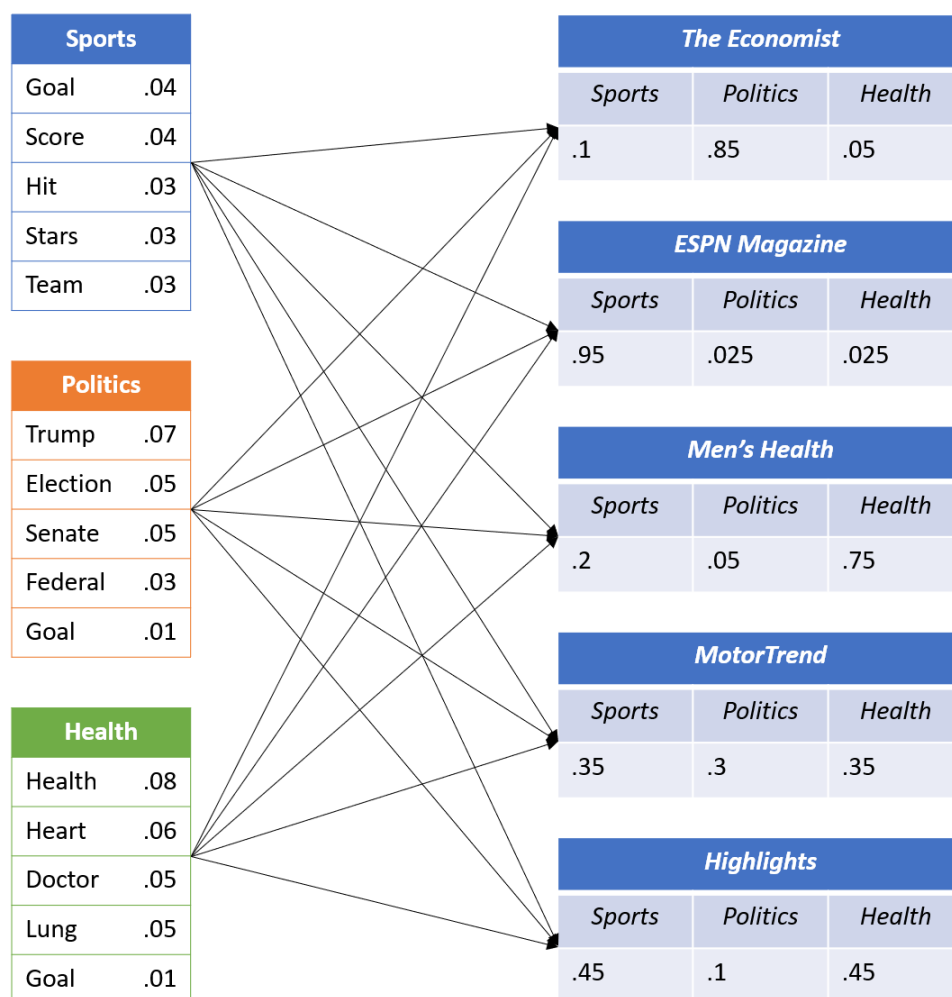 Sports
Goal .04
Score .04
Hit .03
Stars .03
Team .03
Politics
Trump .07
Election .05
Senate .05
Federal .03
Goal .01
Health
Health .08
Heart .06
Doctor .05
Lung .05
Goal .01
The Economist
Sports Politics Health
.1 .85 .05
ESPN Magazine
Sports Politics Health
.95 .025 .025
Men’s Health
Sports Politics Health
.2 .05 .75
MotorTrend
Sports Politics Health
.35 .3 .35
Highlights
Sports Politics Health
.45 .1 .45